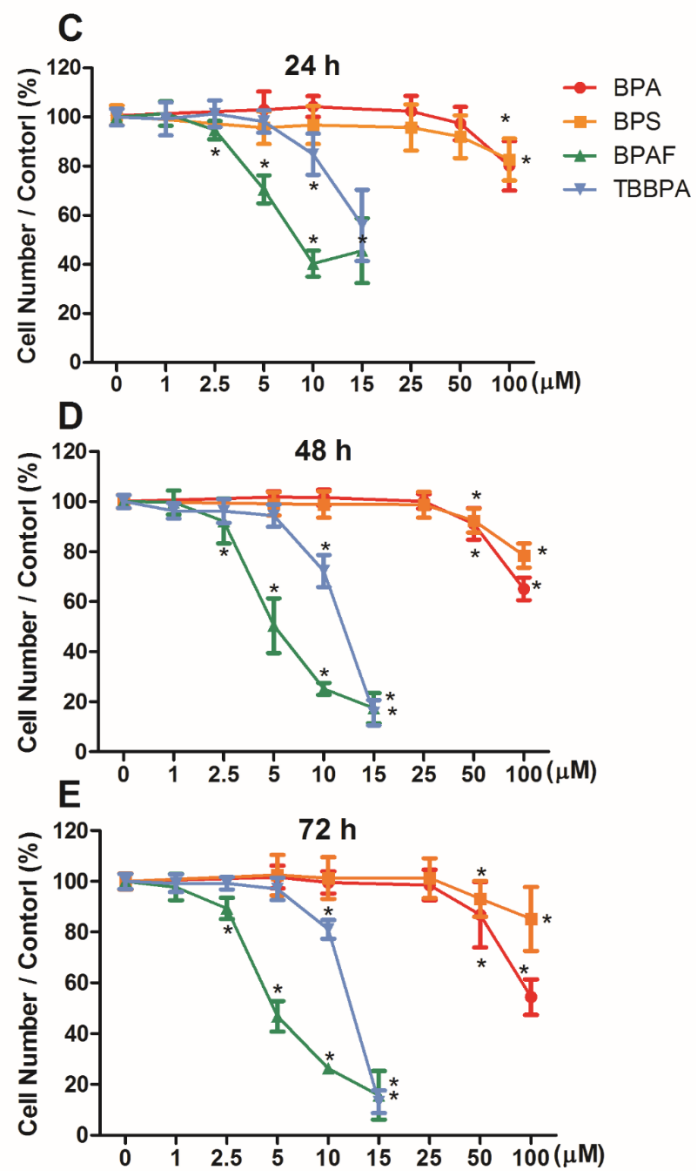 C
24 h
Cell Number / Contorl (%)
120
100
80
60
40
20
0
0 1 2.5 5 10 15 25 50 100 (μM)
BPA
BPS
BPAF
TBBPA
* * * * * * *
D
48 h
Cell Number / Contorl (%)
120
100
80
60
40
20
0
0 1 2.5 5 10 15 25 50 100 (μM)
* * * * * * * * * *
E
72 h
Cell Number / Contorl (%)
120
100
80
60
40
20
0
0 1 2.5 5 10 15 25 50 100 (μM)
* * * * * * * * * *